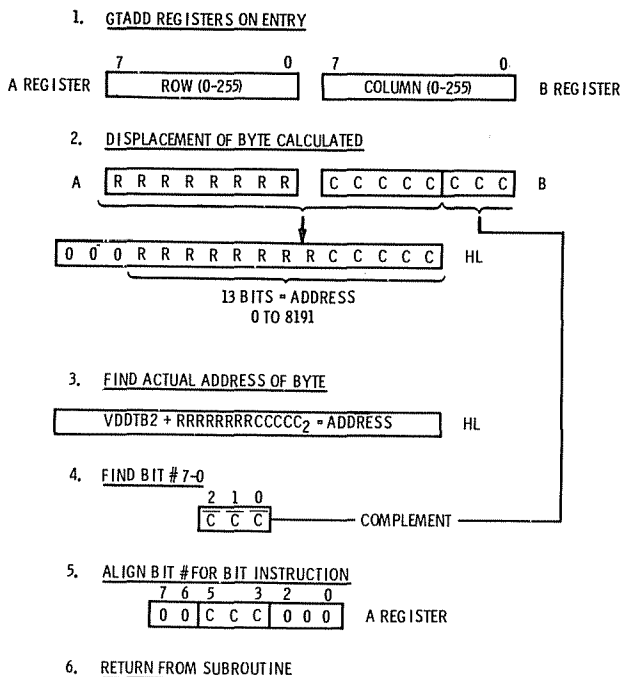 1. GTADD REGISTERS ON ENTRY
7 0 7 0
A REGISTER ROW (0-255) COLUMN (0-255) B REGISTER
2. DISPLACEMENT OF BYTE CALCULATED
A R R R R R R R R C C C C C C C C B
0 0 0 R R R R R R R R C C C C C HL
13 BITS = ADDRESS
0 TO 8191
3. FIND ACTUAL ADDRESS OF BYTE
VDDTB2 + RRRRRRRRCCCCC2 = ADDRESS HL
4. FIND BIT # 7-0
2 1 0
C̅ C̅ C̅ COMPLEMENT
5. ALIGN BIT # FOR BIT INSTRUCTION
7 6 5 3 2 0
0 0 C C C 0 0 0 A REGISTER
6. RETURN FROM SUBROUTINE